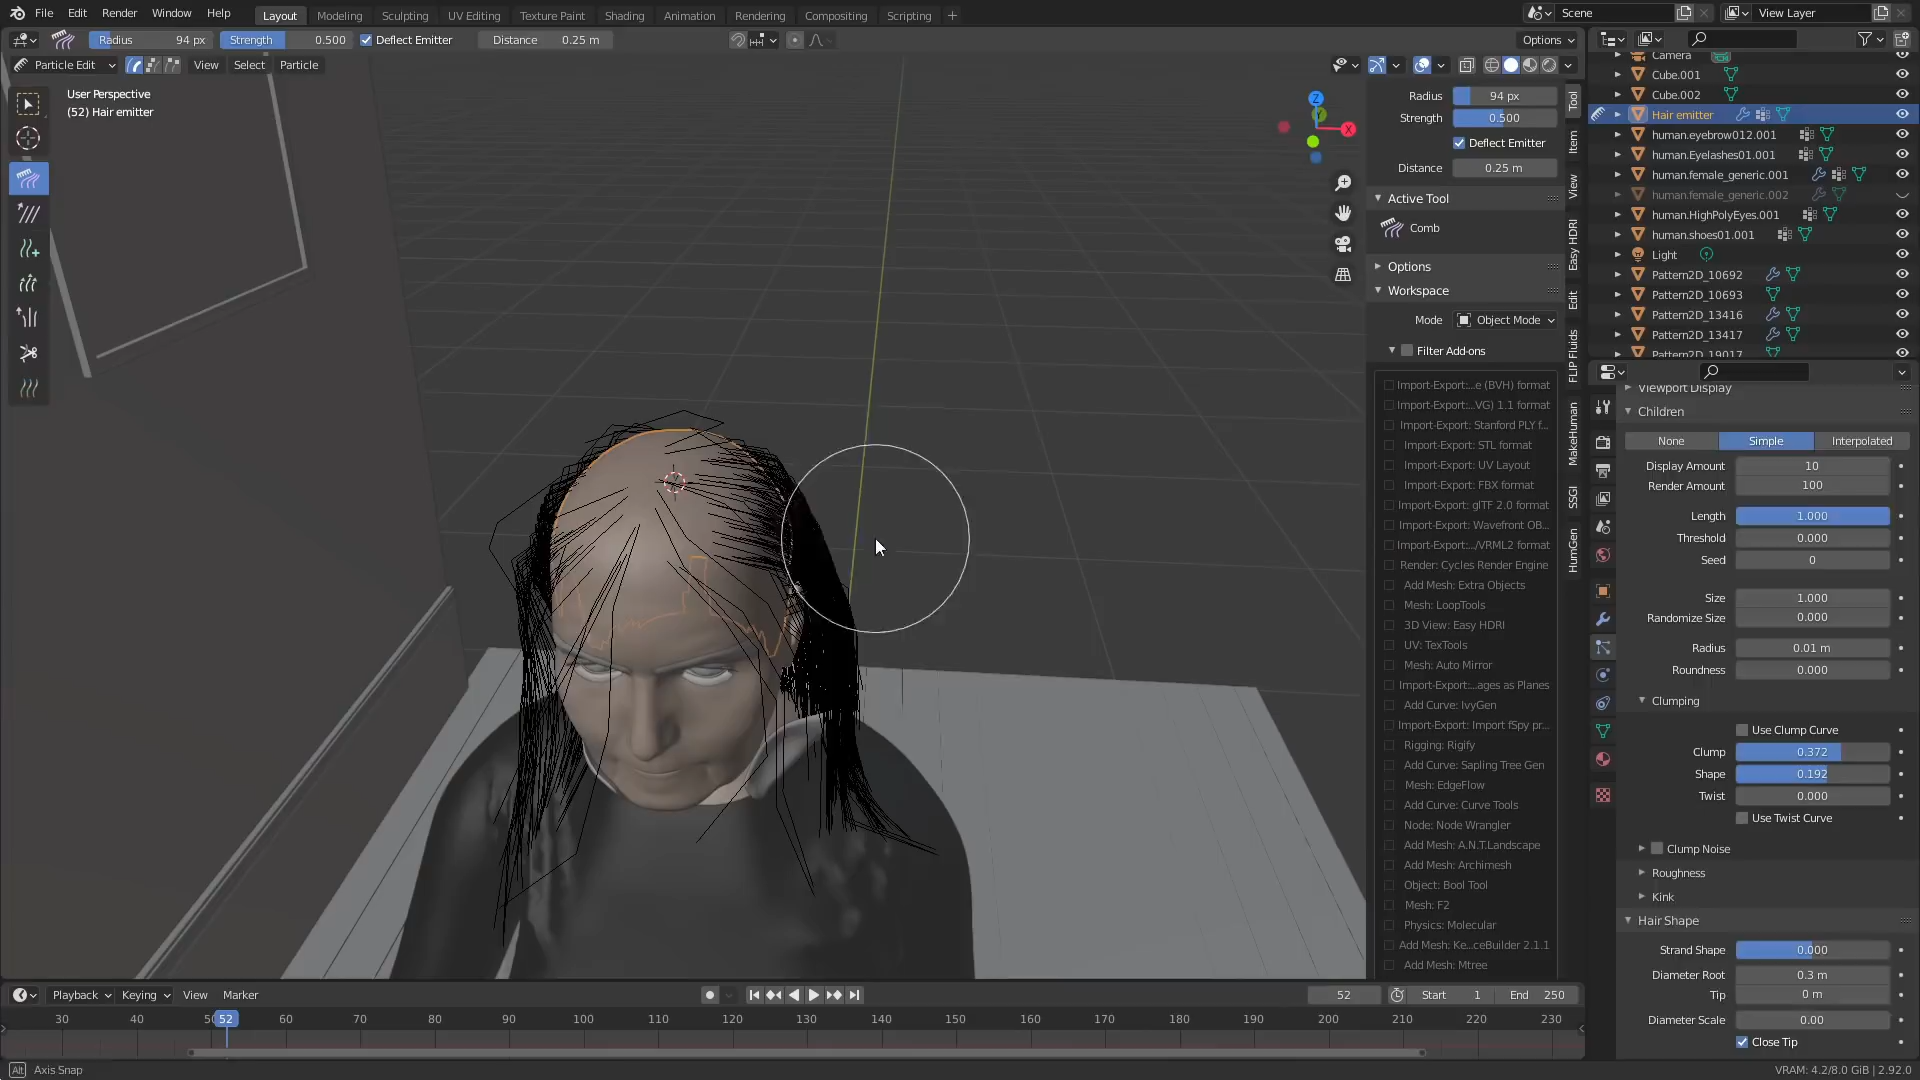 File Edit Render Window Help
Layout Modeling Sculpting UV Editing Texture Paint Shading Animation Rendering Compositing Scripting +
Scene
View Layer
Radius 94 px
Strength 0.500
Deflect Emitter
Distance 0.25 m
Options
Particle Edit
View Select Particle
User Perspective
(52) Hair emitter
Z
X
Radius 94 px
Strength 0.500
Deflect Emitter
Distance 0.25 m
Active Tool
Comb
Options
Workspace
Mode Object Mode
Filter Add-ons
Import-Export:...e (BVH) format
Import-Export:...VG) 1.1 format
Import-Export: Stanford PLY f...
Import-Export: STL format
Import-Export: UV Layout
Import-Export: FBX format
Import-Export: glTF 2.0 format
Import-Export: Wavefront OB...
Import-Export:.../VRML2 format
Render: Cycles Render Engine
Add Mesh: Extra Objects
Mesh: LoopTools
3D View: Easy HDRI
UV: TexTools
Mesh: Auto Mirror
Import-Export:...ages as Planes
Add Curve: IvyGen
Import-Export: Import fSpy pr...
Rigging: Rigify
Add Curve: Sapling Tree Gen
Mesh: EdgeFlow
Add Curve: Curve Tools
Node: Node Wrangler
Add Mesh: A.N.T.Landscape
Add Mesh: Archimesh
Object: Bool Tool
Mesh: F2
Physics: Molecular
Add Mesh: Ke...ceBuilder 2.1.1
Add Mesh: Mtree
Tool
Item
View
Easy HDRI
Edit
FLIP Fluids
MakeHuman
SSGI
HumGen
Camera
Cube.001
Cube.002
Hair emitter
human.eyebrow012.001
human.Eyelashes01.001
human.female_generic.001
human.female_generic.002
human.HighPolyEyes.001
human.shoes01.001
Light
Pattern2D_10692
Pattern2D_10693
Pattern2D_13416
Pattern2D_13417
Pattern2D_19017
Viewport Display
Children
None Simple Interpolated
Display Amount 10
Render Amount 100
Length 1.000
Threshold 0.000
Seed 0
Size 1.000
Randomize Size 0.000
Radius 0.01 m
Roundness 0.000
Clumping
Use Clump Curve
Clump 0.372
Shape 0.192
Twist 0.000
Use Twist Curve
Clump Noise
Roughness
Kink
Hair Shape
Strand Shape 0.000
Diameter Root 0.3 m
Tip 0 m
Diameter Scale 0.00
Close Tip
Playback Keying View Marker
52
Start 1
End 250
30 40 50 52 60 70 80 90 100 110 120 130 140 150 160 170 180 190 200 210 220 230
Alt Axis Snap
VRAM: 4.2/8.0 GiB | 2.92.0